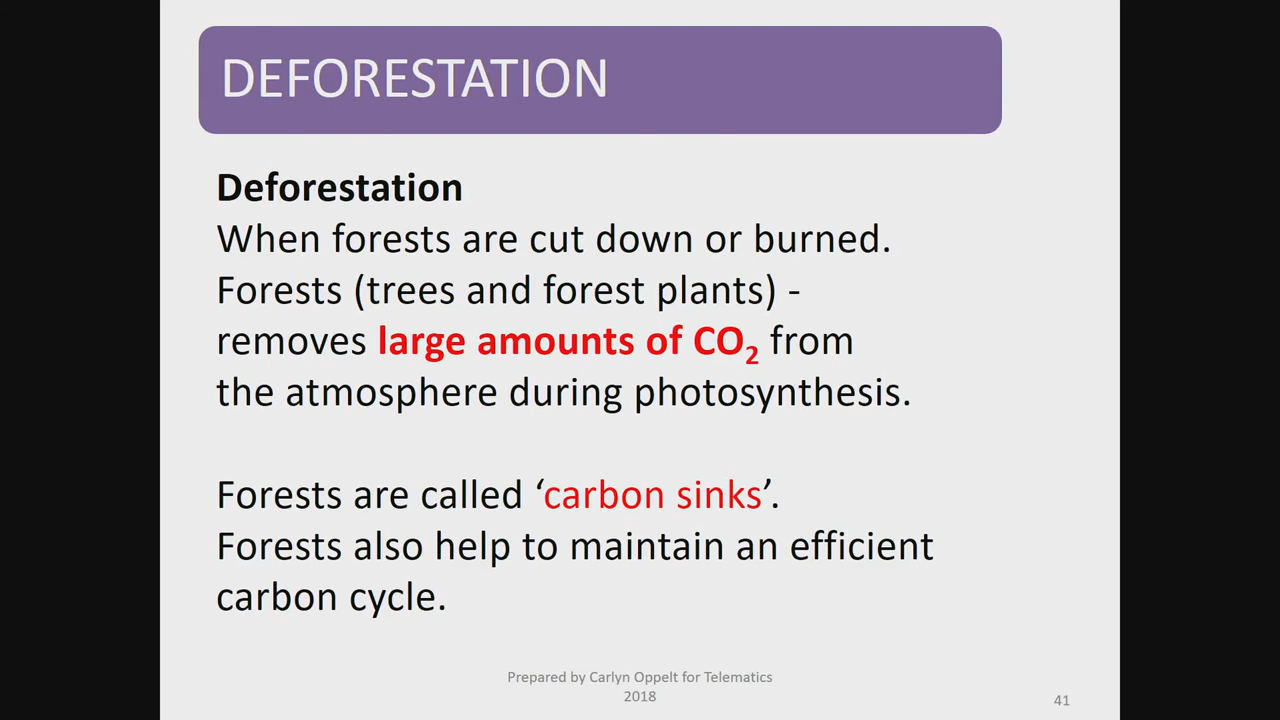 DEFORESTATION
Deforestation
When forests are cut down or burned.
Forests (trees and forest plants) -
removes large amounts of CO₂ from
the atmosphere during photosynthesis.
Forests are called ‘carbon sinks’.
Forests also help to maintain an efficient
carbon cycle.
Prepared by Carlyn Oppelt for Telematics
2018
41